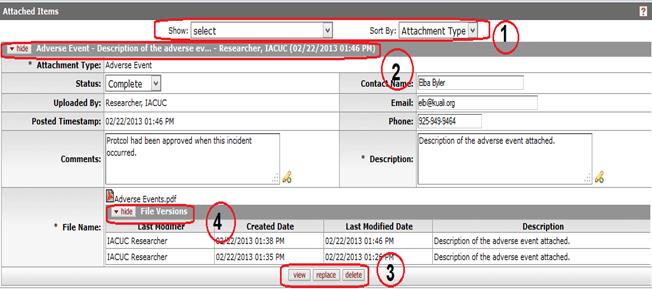 Attached Items ?
Show: select Sort By: Attachment Type 1
hide Adverse Event - Description of the adverse ev... - Researcher, IACUC (02/22/2013 01:46 PM)
* Attachment Type: Adverse Event 2
Status: Complete Contact Name: Elba Byler
Uploaded By: Researcher, IACUC Email: eb@kuali.org
Posted Timestamp: 02/22/2013 01:46 PM Phone: 925-949-9464
Comments: Protcol had been approved when this incident occurred. * Description: Description of the adverse event attached.
Adverse Events.pdf
* File Name: hide File Versions 4
Last Modifier Created Date Last Modified Date Description
IACUC Researcher 02/22/2013 01:38 PM 02/22/2013 01:46 PM Description of the adverse event attached.
IACUC Researcher 02/22/2013 01:35 PM 02/22/2013 Description of the adverse event attached.
view replace delete 3